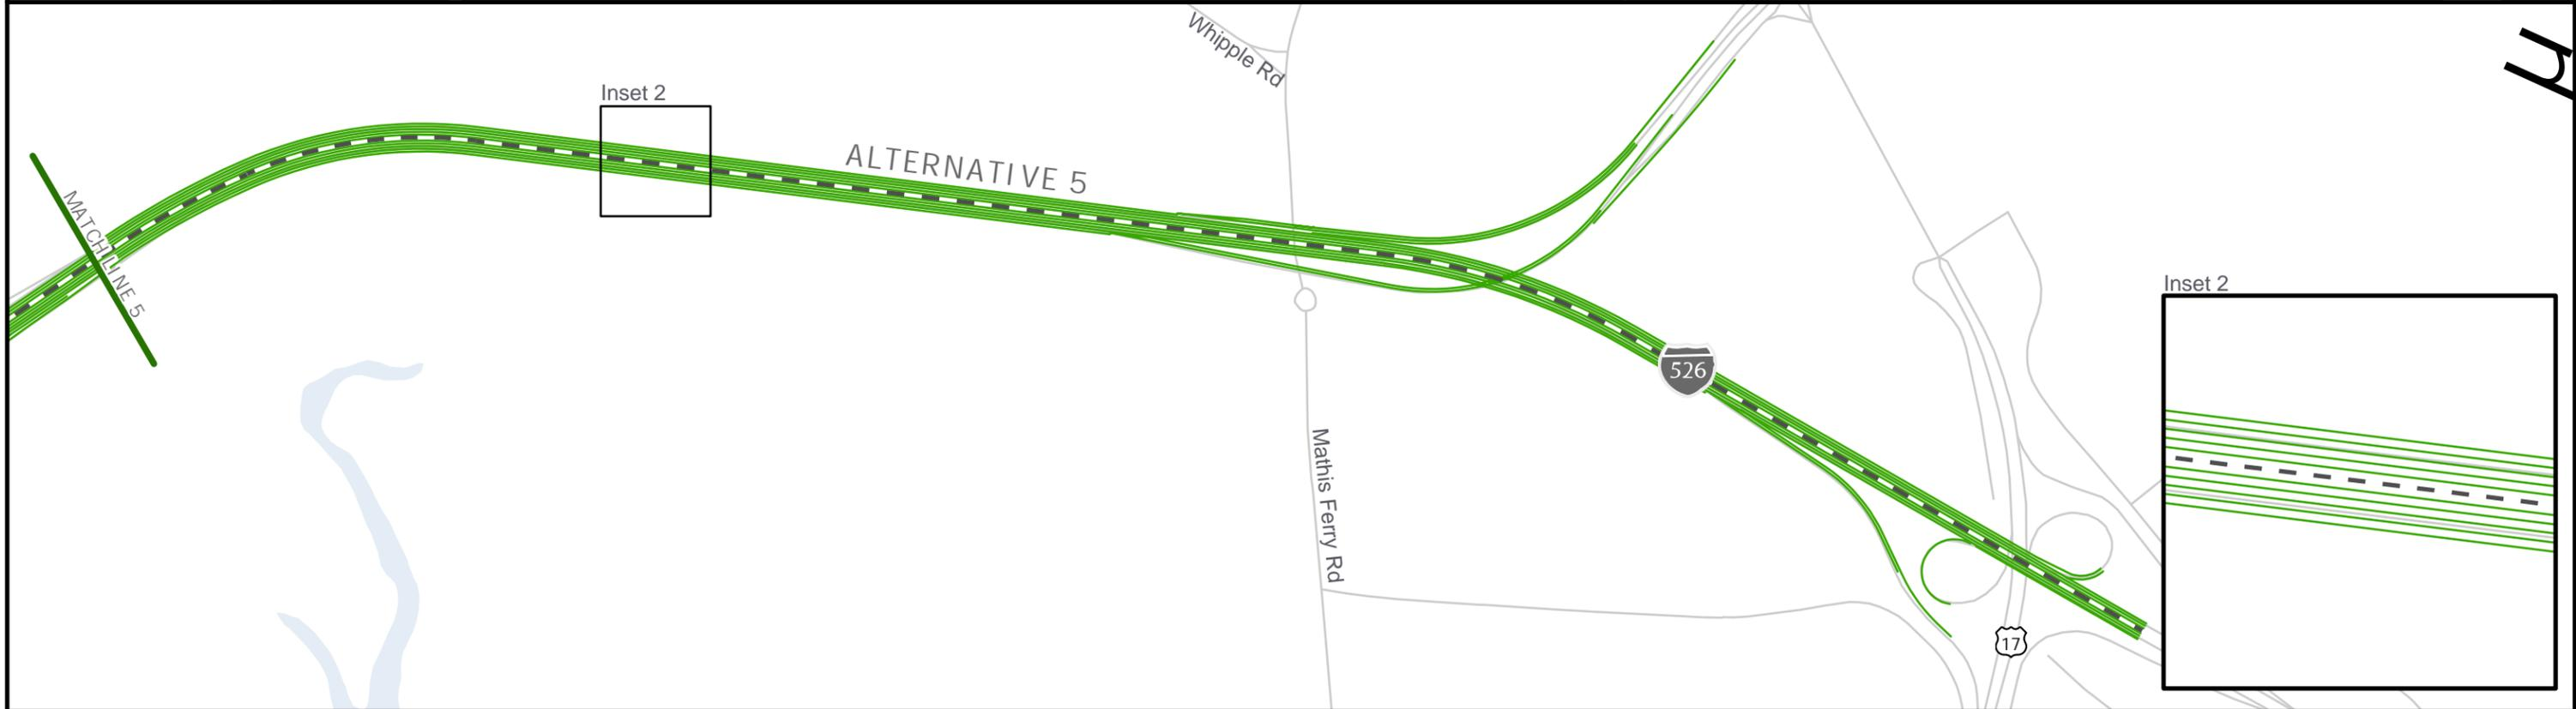 Whipple Rd
Inset 2
ALTERNATIVE 5
MATCHLINE 5
Inset 2
526
Mathis Ferry Rd
17